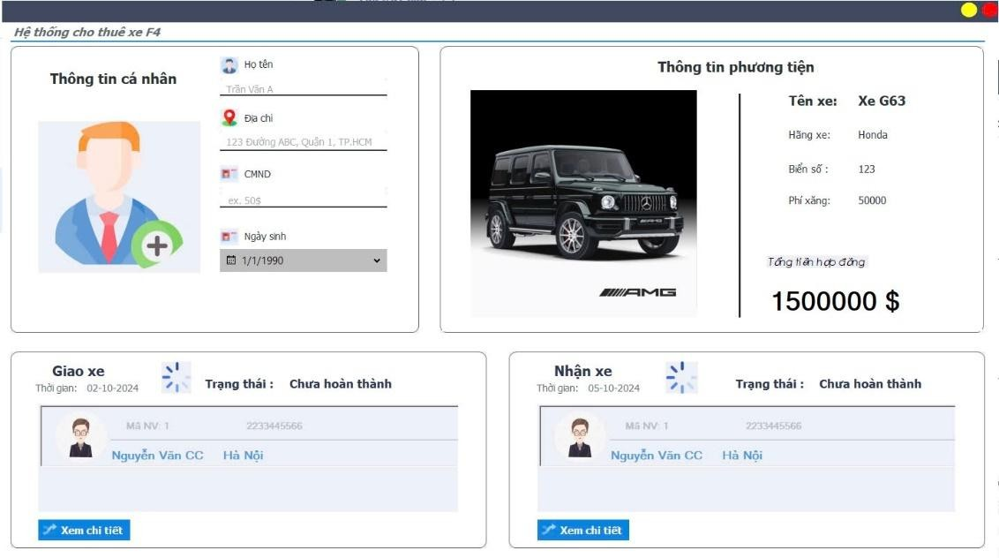 Hệ thống cho thuê xe F4
Thông tin cá nhân
Họ tên
Trần Văn A
Địa chỉ
123 Đường ABC, Quận 1, TP.HCM
CMND
ex. 50$
Ngày sinh
1/1/1990
Thông tin phương tiện
AMG
Tên xe: Xe G63
Hãng xe: Honda
Biển số : 123
Phí xăng: 50000
Tổng tiền hợp đồng
1500000 $
Giao xe
Thời gian: 02-10-2024
Trạng thái : Chưa hoàn thành
Mã NV: 1 2233445566
Nguyễn Văn CC Hà Nội
Xem chi tiết
Nhận xe
Thời gian: 05-10-2024
Trạng thái : Chưa hoàn thành
Mã NV: 1 2233445566
Nguyễn Văn CC Hà Nội
Xem chi tiết